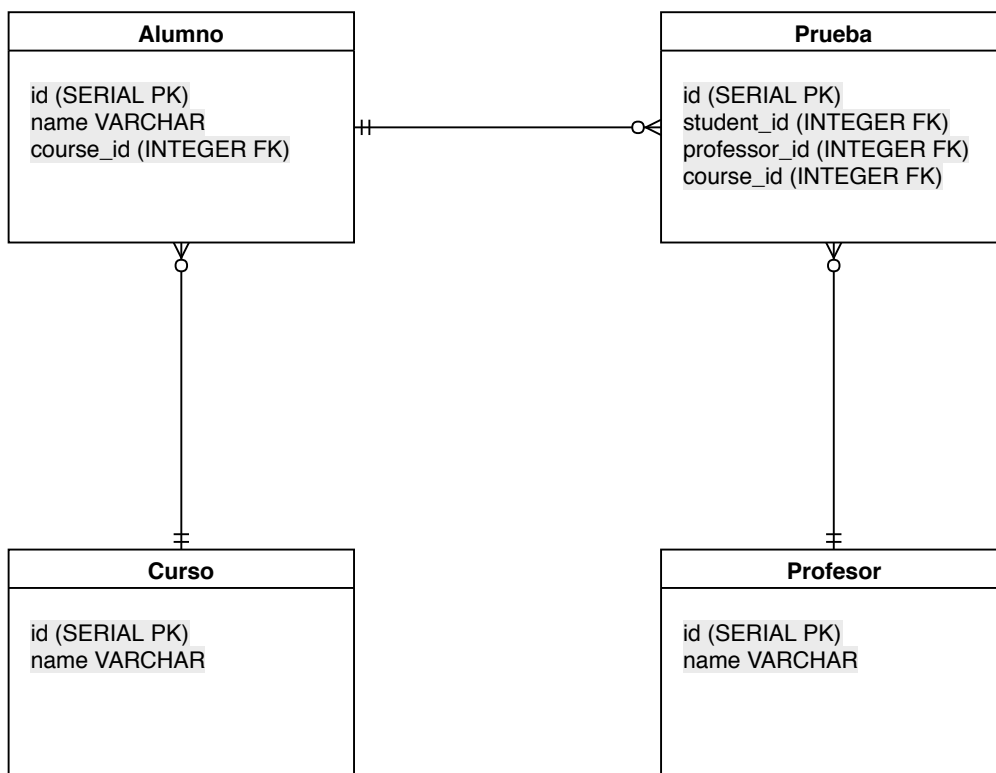 Alumno
id (SERIAL PK)
name VARCHAR
course_id (INTEGER FK)
Prueba
id (SERIAL PK)
student_id (INTEGER FK)
professor_id (INTEGER FK)
course_id (INTEGER FK)
Curso
id (SERIAL PK)
name VARCHAR
Profesor
id (SERIAL PK)
name VARCHAR